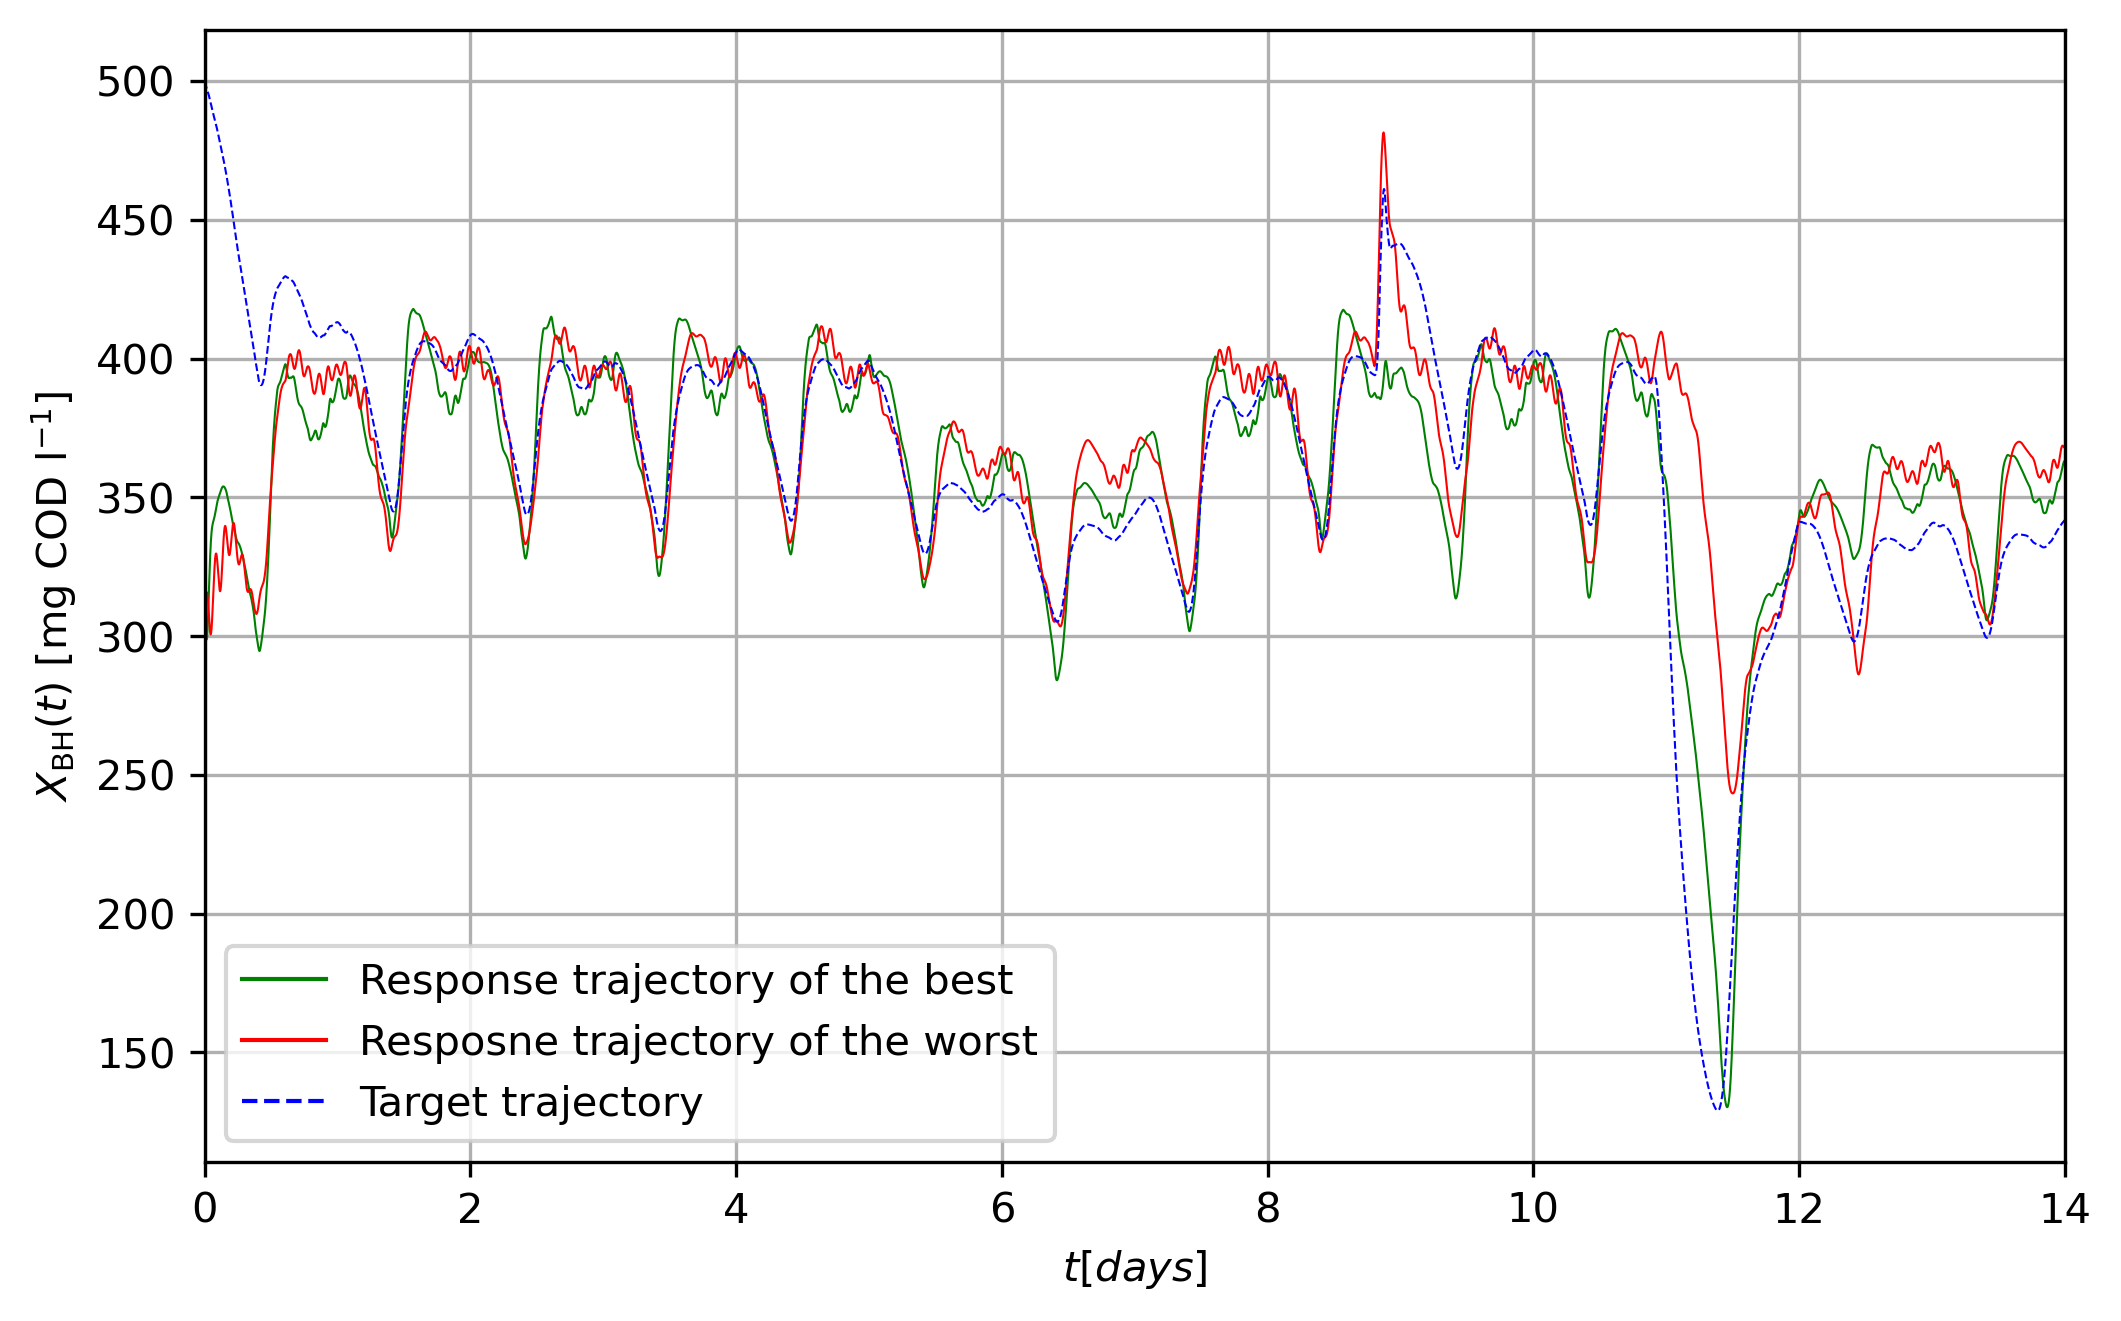 500
450
400
350
300
250
200
150
X_BH(t) [mg COD l⁻¹]
Response trajectory of the best
Resposne trajectory of the worst
Target trajectory
0 2 4 6 8 10 12 14
t[days]